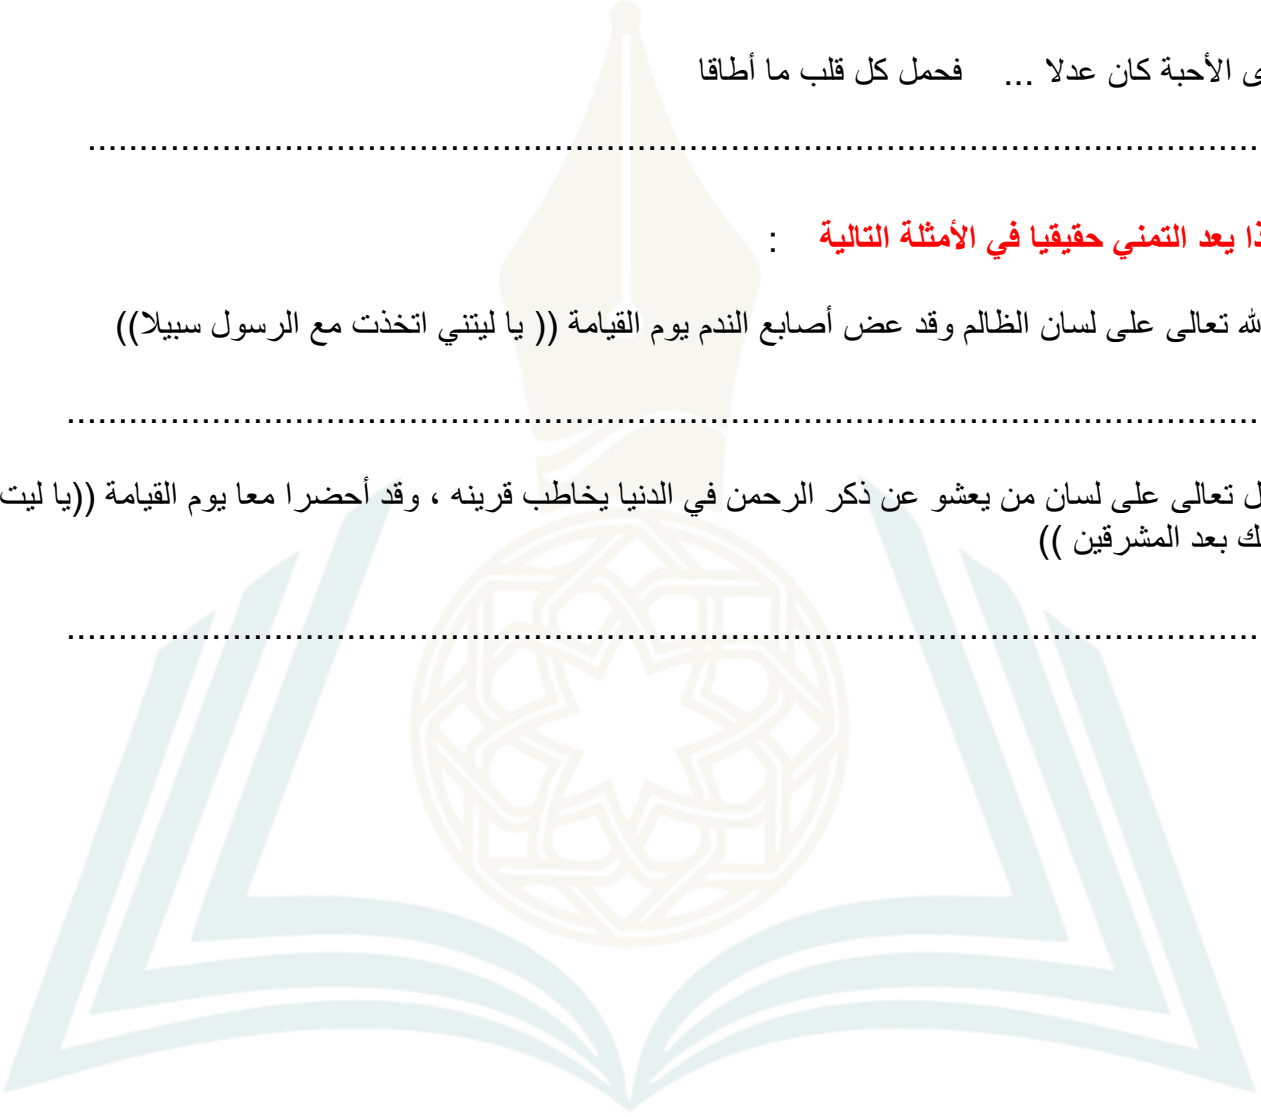 ى الأحبة كان عدلا ... فحمل كل قلب ما أطاقا
..................................................................................................................
ذا يعد التمني حقيقيا في الأمثلة التالية :
لله تعالى على لسان الظالم وقد عض أصابع الندم يوم القيامة (( يا ليتني اتخذت مع الرسول سبيلا))
....................................................................................................................
ل تعالى على لسان من يعشو عن ذكر الرحمن في الدنيا يخاطب قرينه ، وقد أحضرا معا يوم القيامة ((يا ليت
ك بعد المشرقين ))
....................................................................................................................